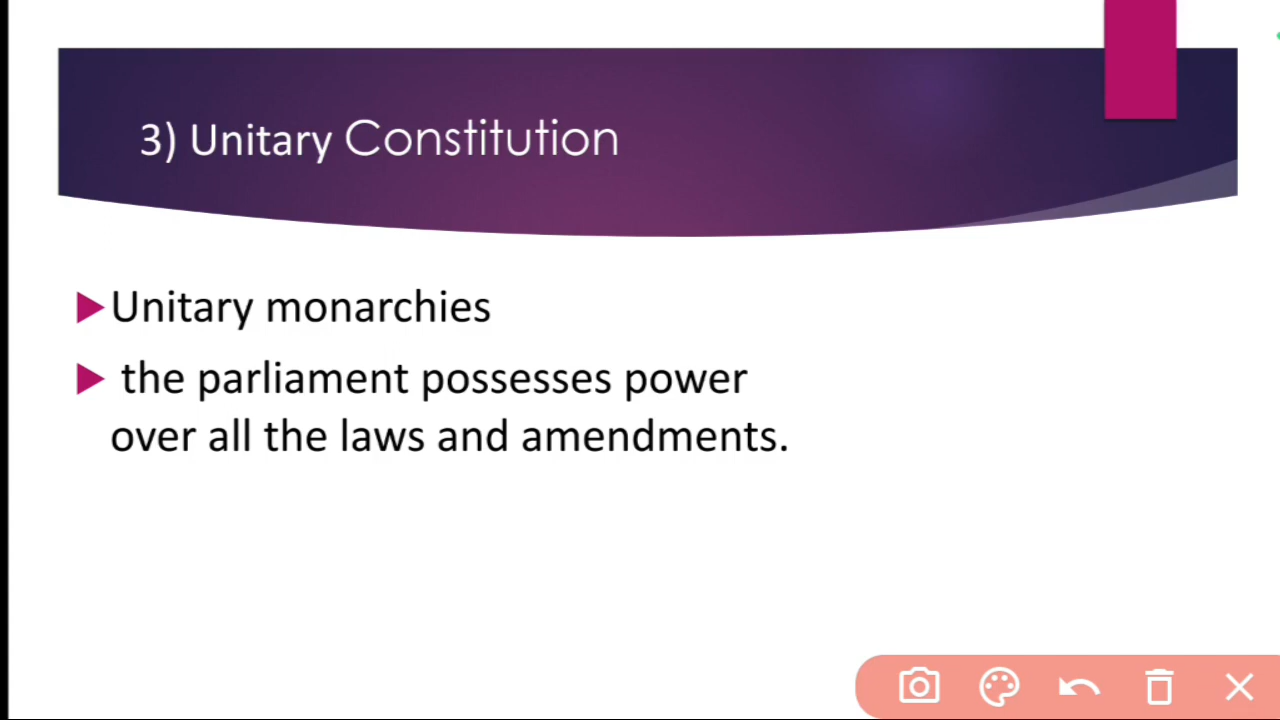 3) Unitary Constitution
Unitary monarchies
the parliament possesses power
over all the laws and amendments.